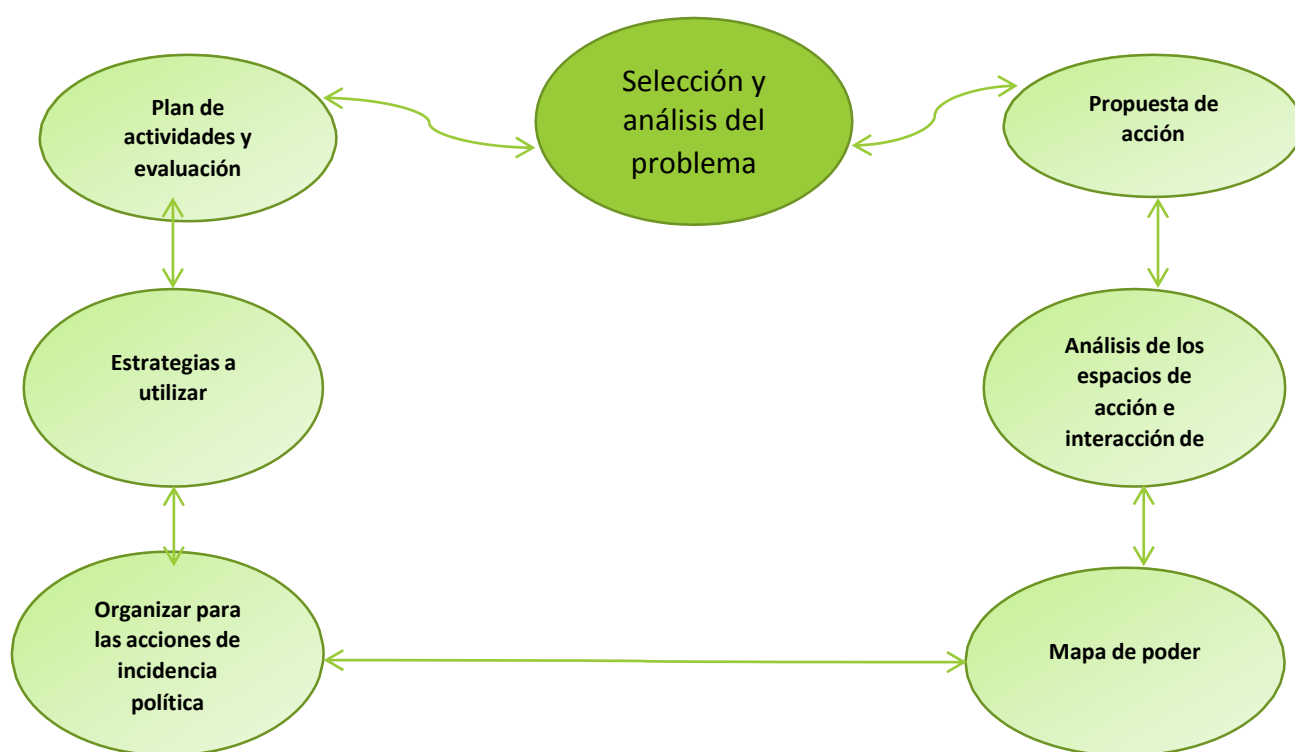 Selección y
análisis del
problema
Plan de
actividades y
evaluación
Propuesta de
acción
Estrategias a
utilizar
Análisis de los
espacios de
acción e
interacción de
Organizar para
las acciones de
incidencia
política
Mapa de poder